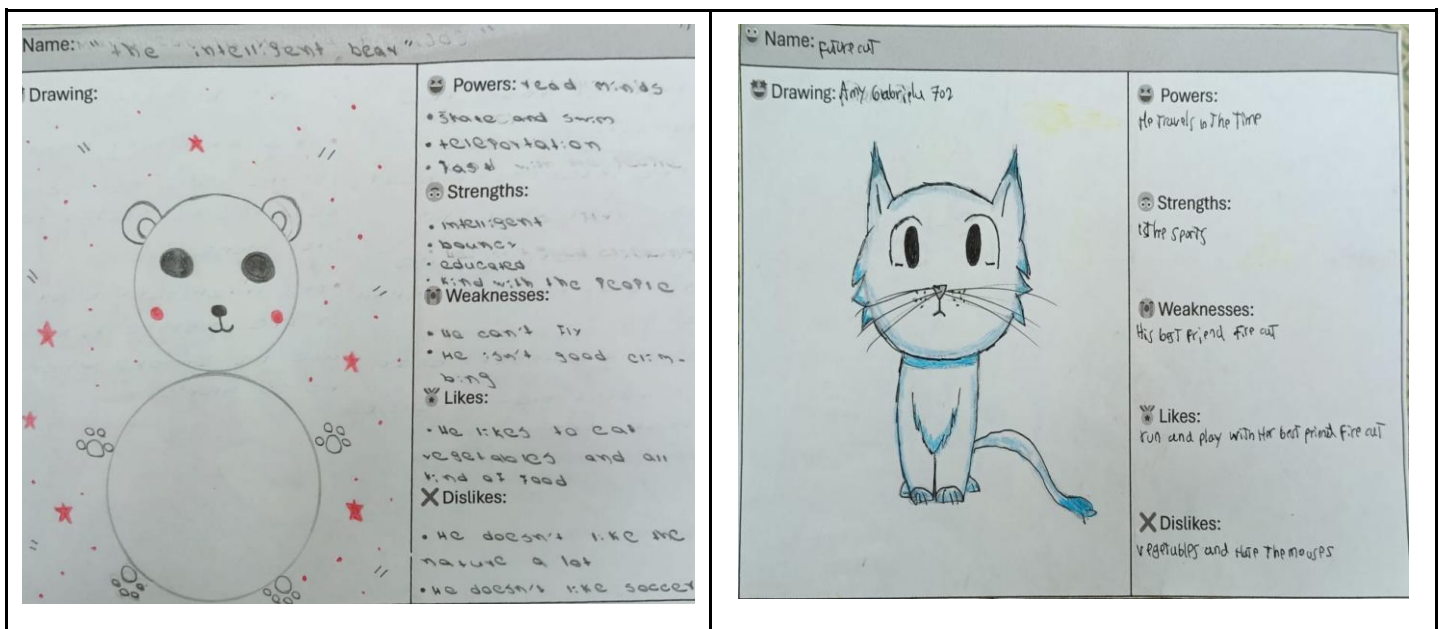 Name: "the intelligent bear"
Drawing:
Powers: read minds
• Skate and swim
• teleportation
• Fast
Strengths:
• intelligent
• bouncy
• educated
• Kind with the People
Weaknesses:
• He can't fly
• He isn't good clim-
bing
Likes:
• He likes to eat
vegetables and all
kind of food
Dislikes:
• He doesn't like the
nature a lot
• He doesn't like soccer
Name: Future cat
Drawing: Amy Gabriela 702
Powers:
He Travels in The Time
Strengths:
The sports
Weaknesses:
His best Friend Fire cat
Likes:
run and play with Her best Friend Fire cat
Dislikes:
vegetables and Hate The mouses